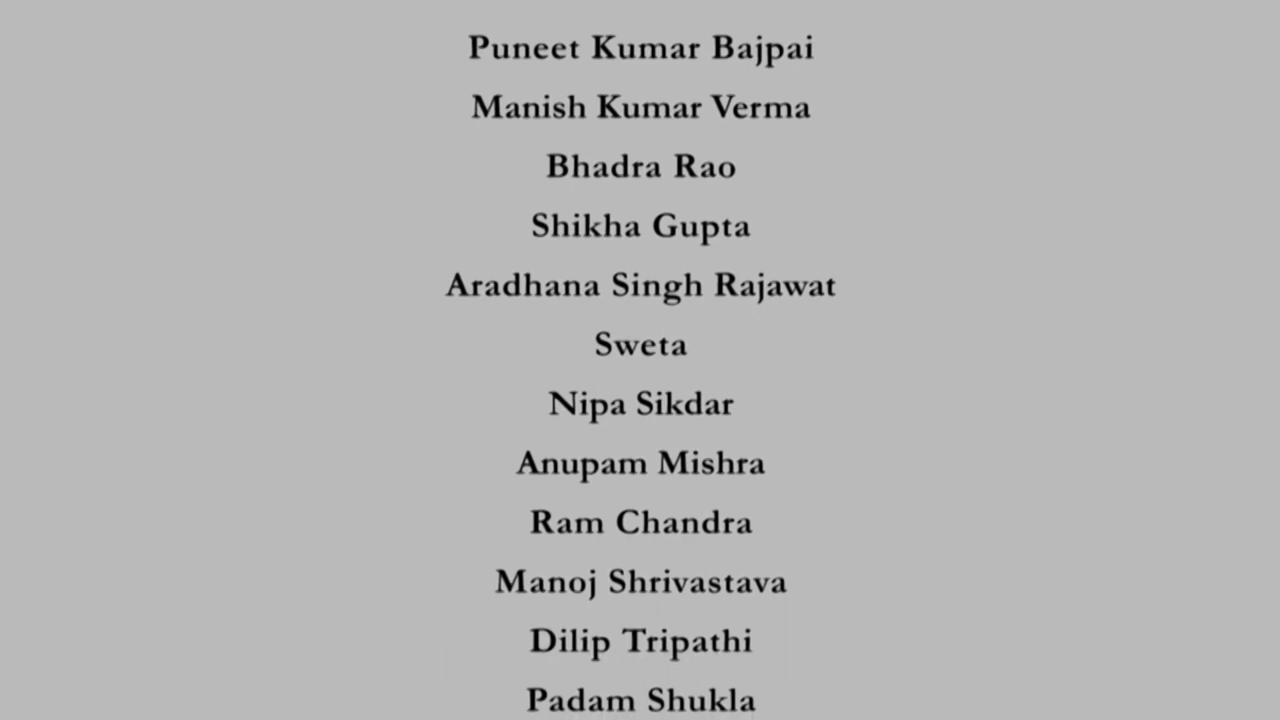 Puneet Kumar Bajpai
Manish Kumar Verma
Bhadra Rao
Shikha Gupta
Aradhana Singh Rajawat
Sweta
Nipa Sikdar
Anupam Mishra
Ram Chandra
Manoj Shrivastava
Dilip Tripathi
Padam Shukla